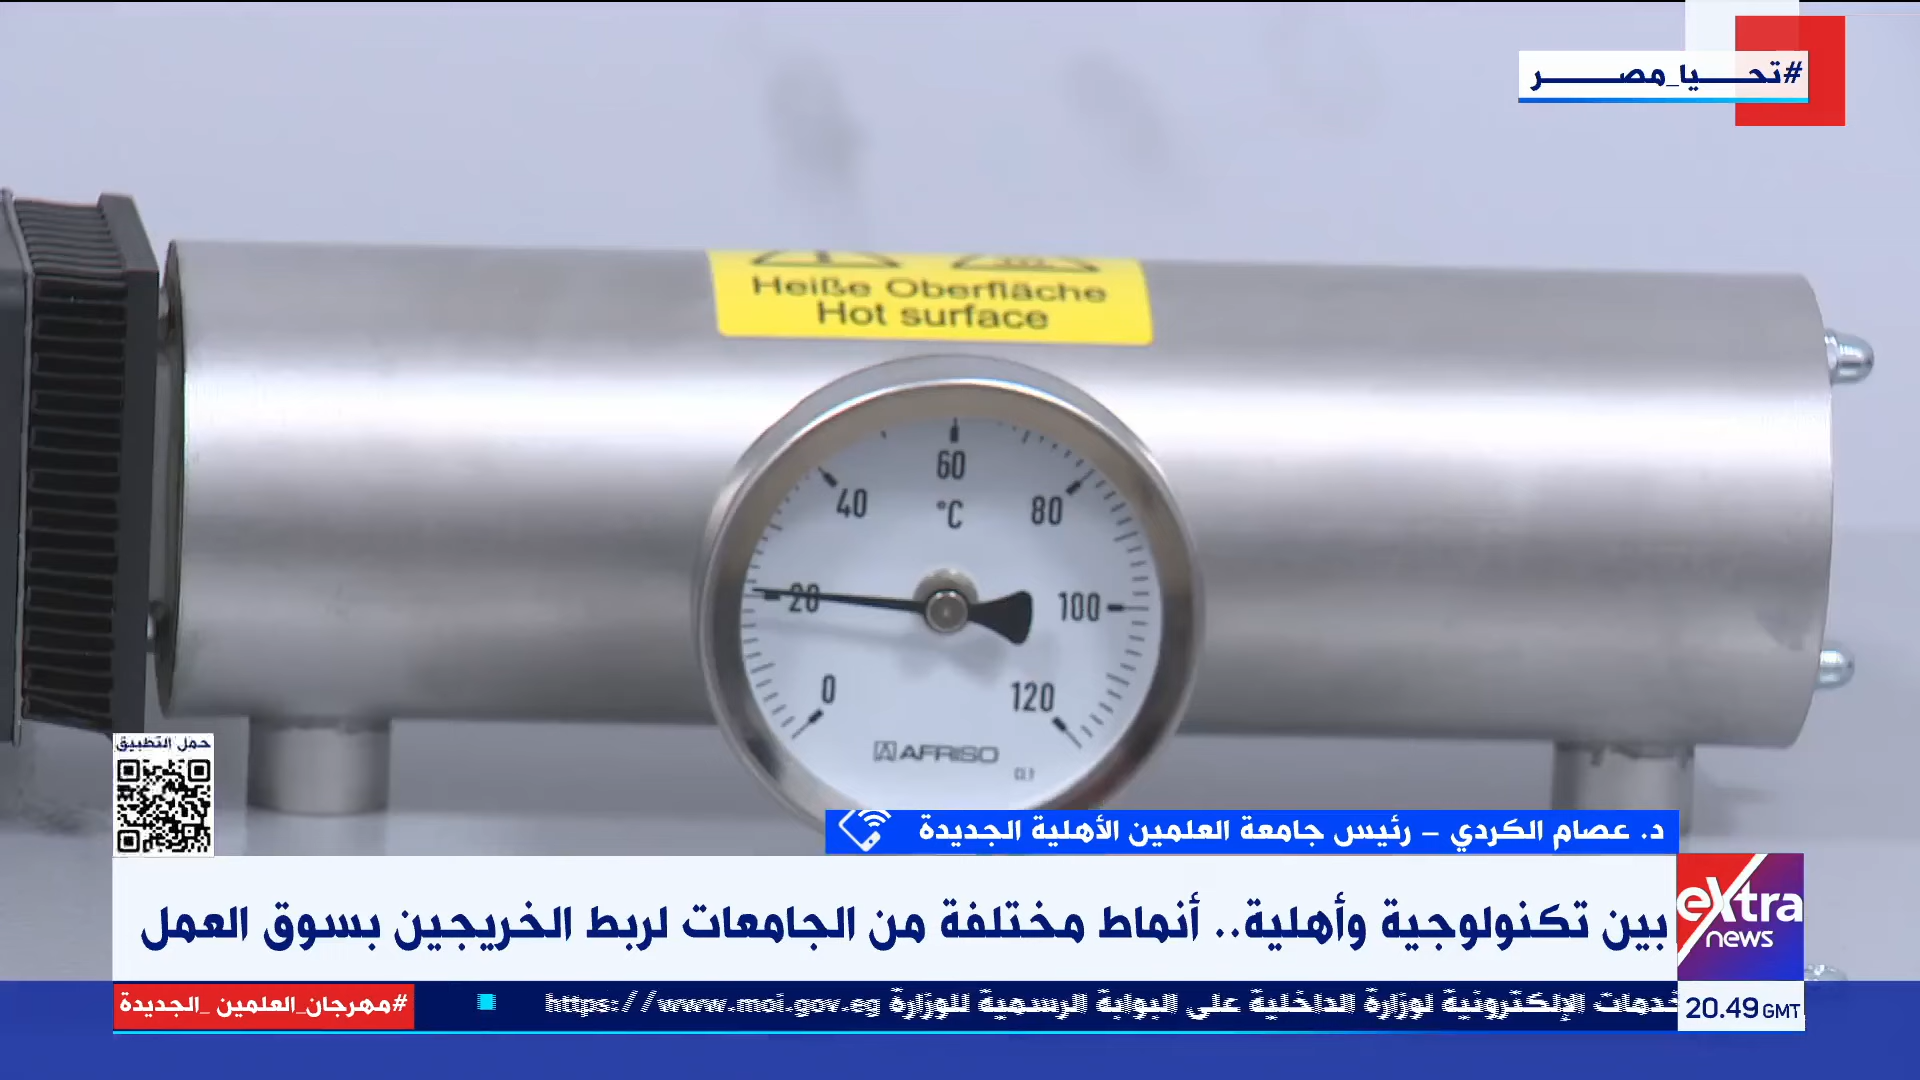 #تحـــيا_مصـــــر
Heiße Oberfläche
Hot surface
60
°C
40
80
20
100
0
120
AFRISO
حمل التطبيق
د. عصام الكردي - رئيس جامعة العلمين الأهلية الجديدة
بين تكنولوجية وأهلية.. أنماط مختلفة من الجامعات لربط الخريجين بسوق العمل
extra
news
#مهرجان_العلمين_الجديدة
الإلكترونية لوزارة الداخلية على البوابة الرسمية للوزارة https://www.moi.gov.eg
20.49 GMT